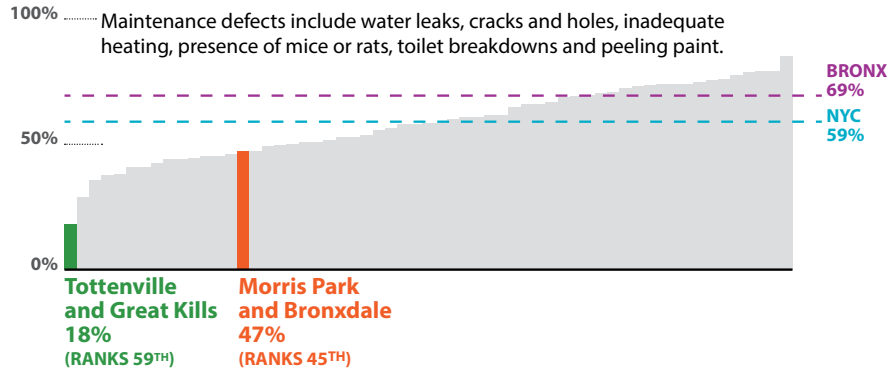 100%
Maintenance defects include water leaks, cracks and holes, inadequate
heating, presence of mice or rats, toilet breakdowns and peeling paint.
BRONX
69%
NYC
59%
50%
0%
Tottenville
and Great Kills
18%
(RANKS 59TH)
Morris Park
and Bronxdale
47%
(RANKS 45TH)